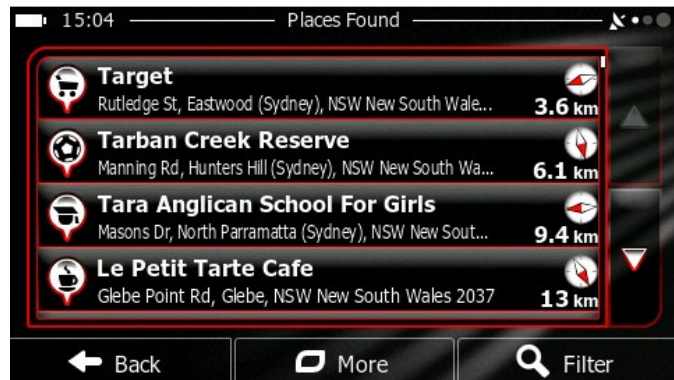 15:04
Places Found
Target
Rutledge St, Eastwood (Sydney), NSW New South Wale...
3.6 km
Tarban Creek Reserve
Manning Rd, Hunters Hill (Sydney), NSW New South Wa...
6.1 km
Tara Anglican School For Girls
Masons Dr, North Parramatta (Sydney), NSW New Sout...
9.4 km
Le Petit Tarte Cafe
Glebe Point Rd, Glebe, NSW New South Wales 2037
13 km
Back
More
Filter